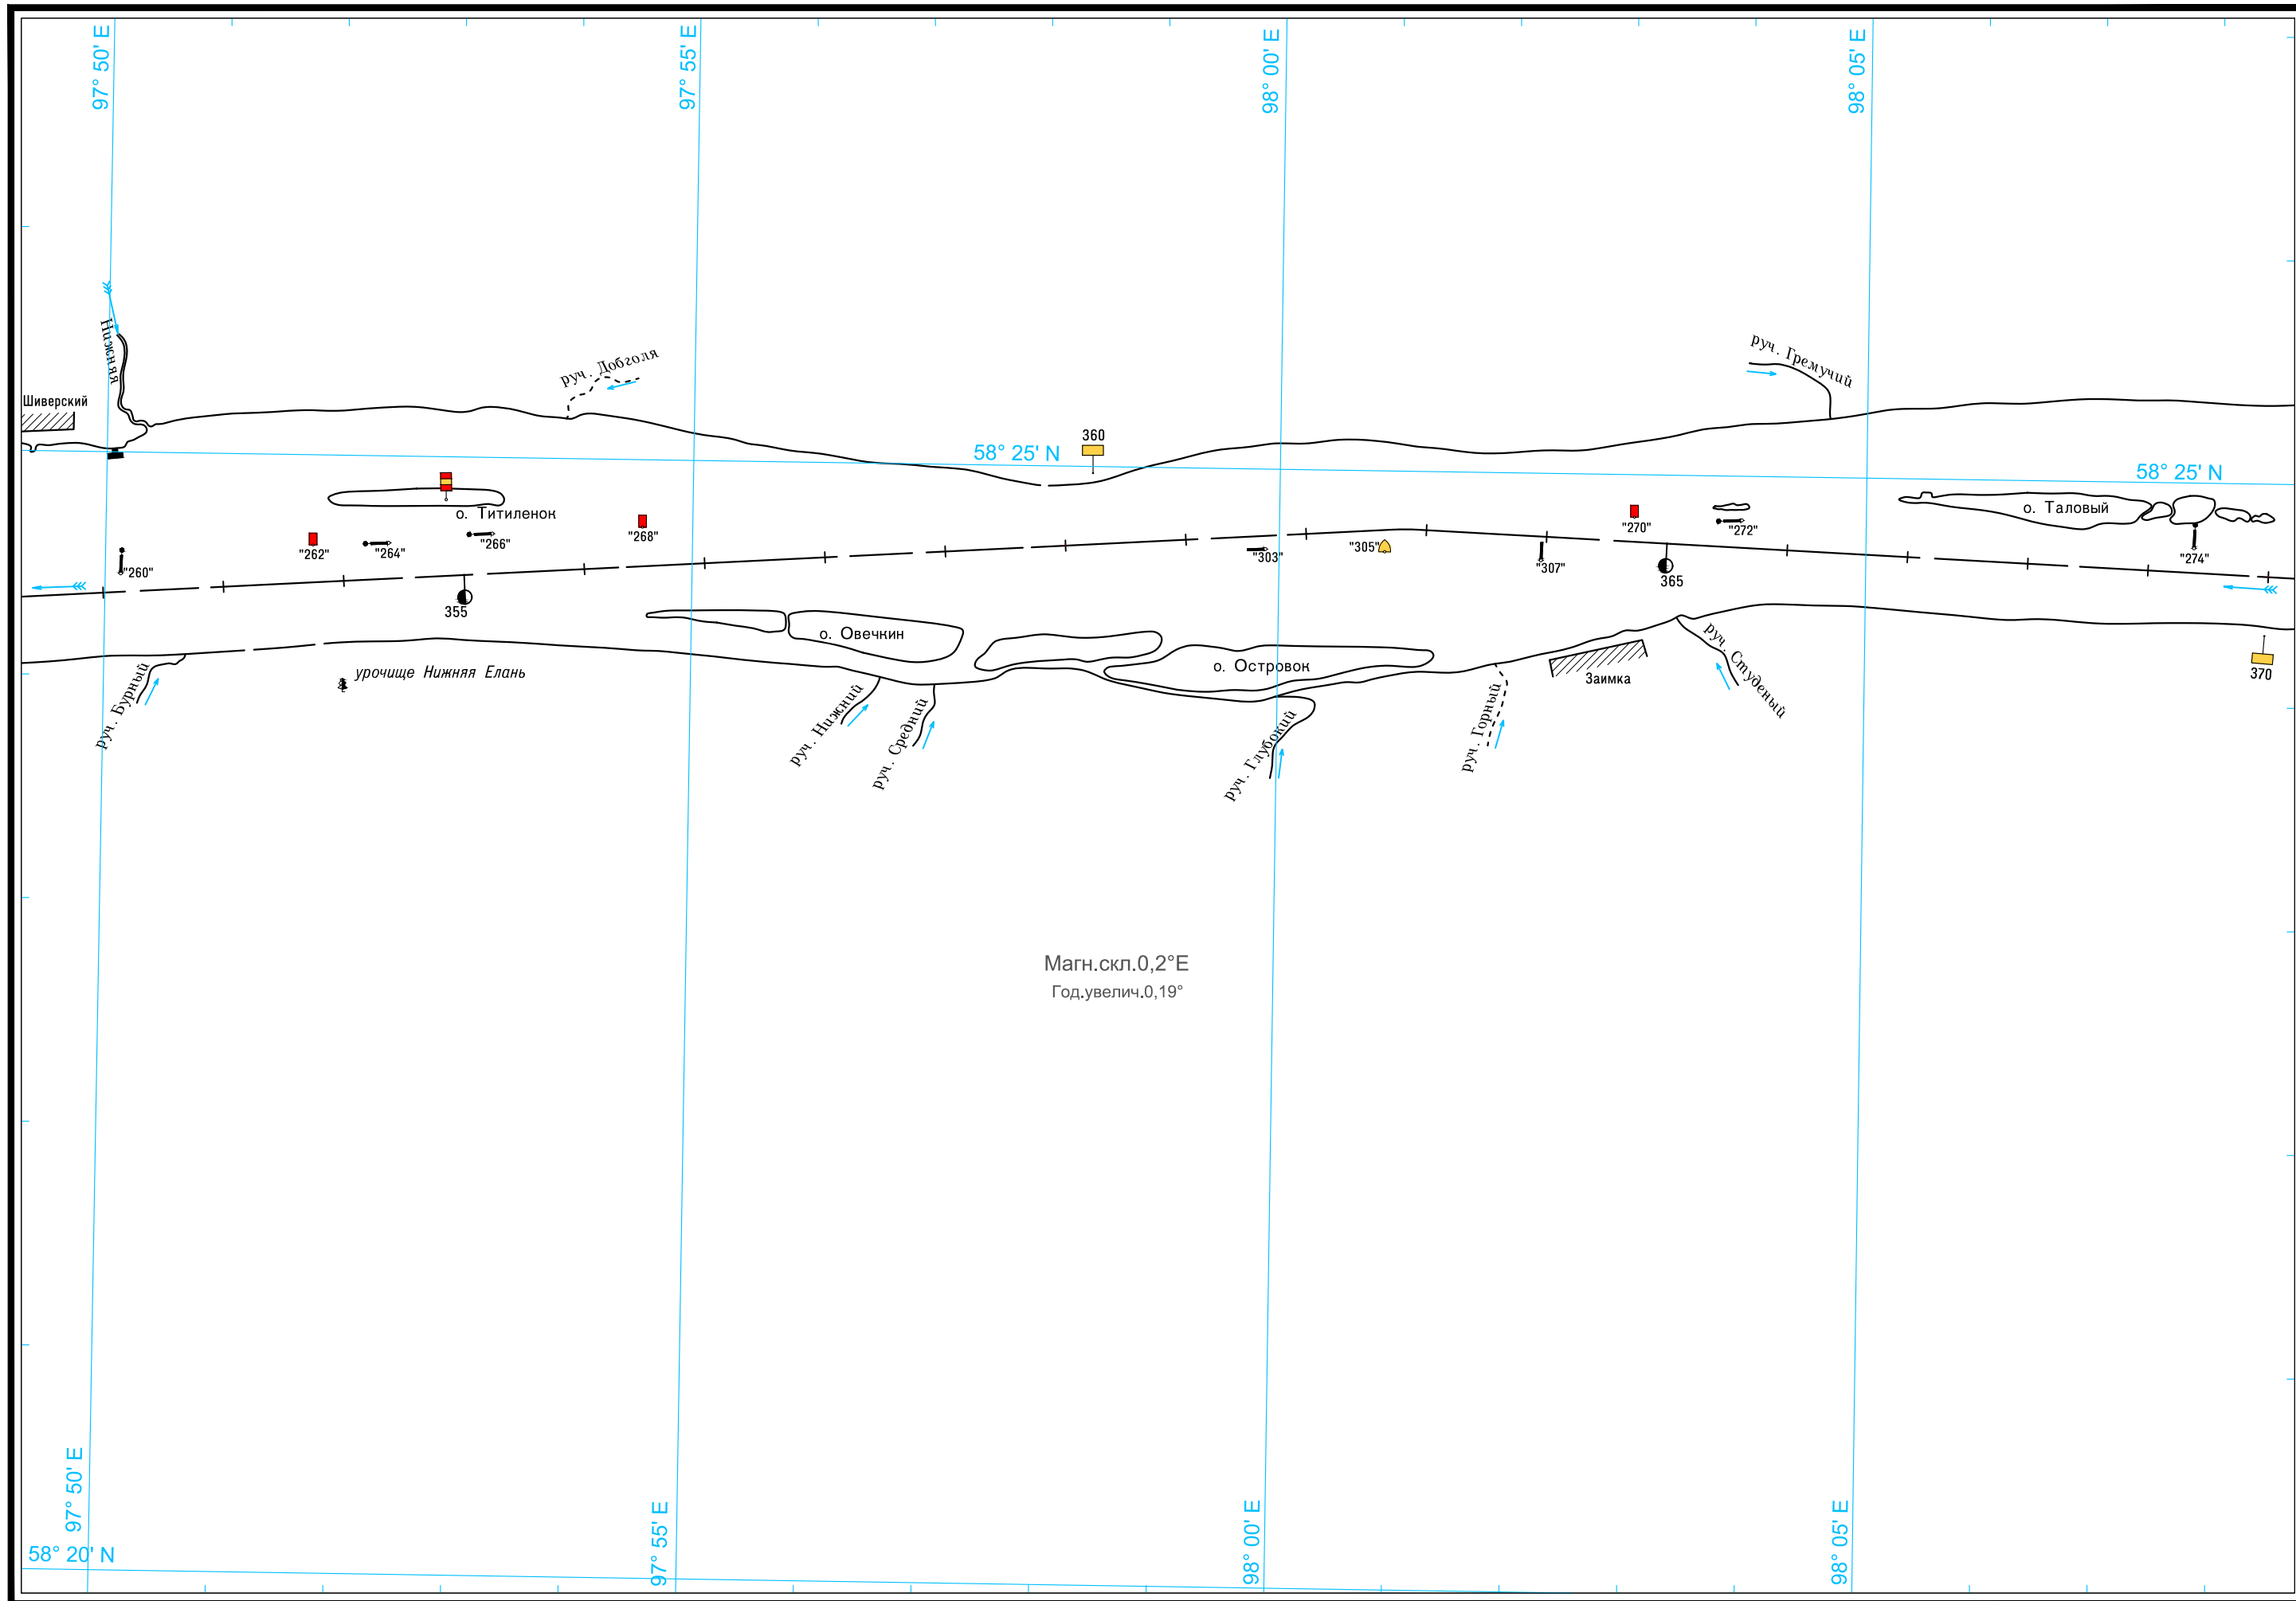 97° 50' E
97° 55' E
98° 00' E
98° 05' E
Нижняя
руч. Добголя
руч. Гремучий
Шиверский
360
58° 25' N
58° 25' N
о. Титиленок
о. Таловый
"260"
"262"
"264"
"266"
"268"
"303"
"305"
"307"
"270"
"272"
"274"
355
365
о. Овечкин
о. Островок
урочище Нижняя Елань
Заимка
370
руч. Бурный
руч. Нижний
руч. Средний
руч. Глубокий
руч. Горный
руч. Студеный
Магн.скл.0,2°E
Год.увелич.0,19°
97° 50' E
97° 55' E
98° 00' E
98° 05' E
58° 20' N